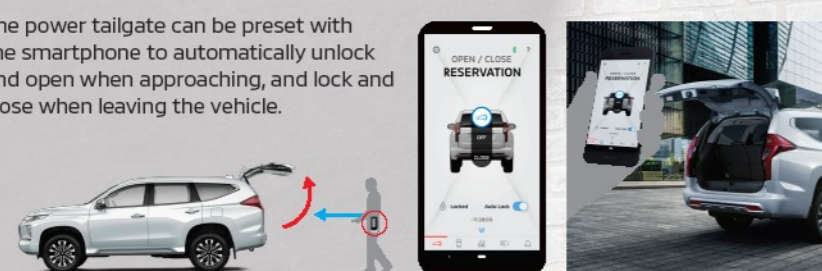 he power tailgate can be preset with
he smartphone to automatically unlock
nd open when approaching, and lock and
ose when leaving the vehicle.
OPEN / CLOSE
RESERVATION
OFF
CLOSE
Locked
Auto Lock
OPEN / CLOSE
RESERVATION